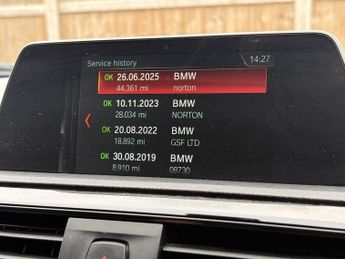 Service history 14:27
OK 26.06.2025 BMW
44.361 mi norton
OK 10.11.2023 BMW
28.034 mi NORTON
OK 20.08.2022 BMW
18.892 mi GSF LTD
OK 30.08.2019 BMW
8.910 mi 08730